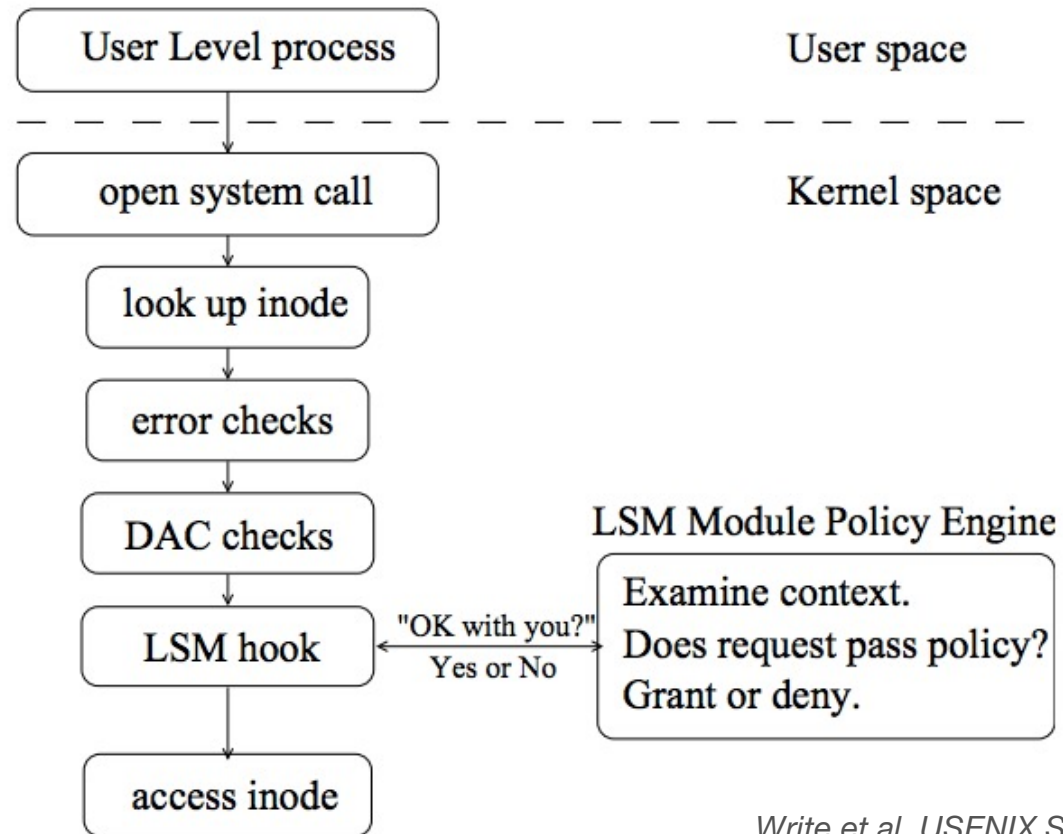 User Level process
User space
open system call
Kernel space
look up inode
error checks
DAC checks
LSM Module Policy Engine
LSM hook
"OK with you?"
Yes or No
Examine context.
Does request pass policy?
Grant or deny.
access inode
Write et al. USENIX S